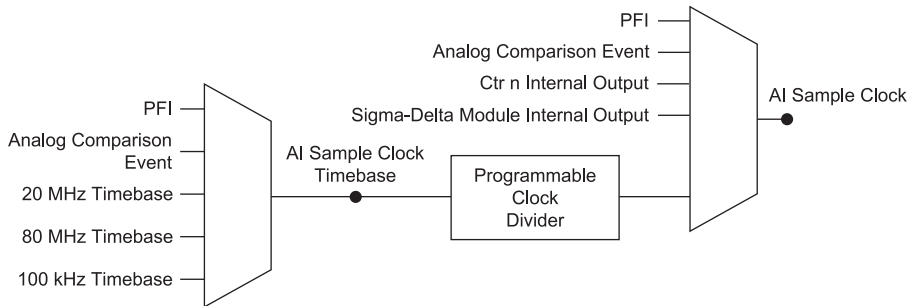 PFI
Analog Comparison Event
Ctr n Internal Output
Sigma-Delta Module Internal Output
AI Sample Clock
PFI
Analog Comparison
Event
20 MHz Timebase
80 MHz Timebase
100 kHz Timebase
AI Sample Clock
Timebase
Programmable
Clock
Divider